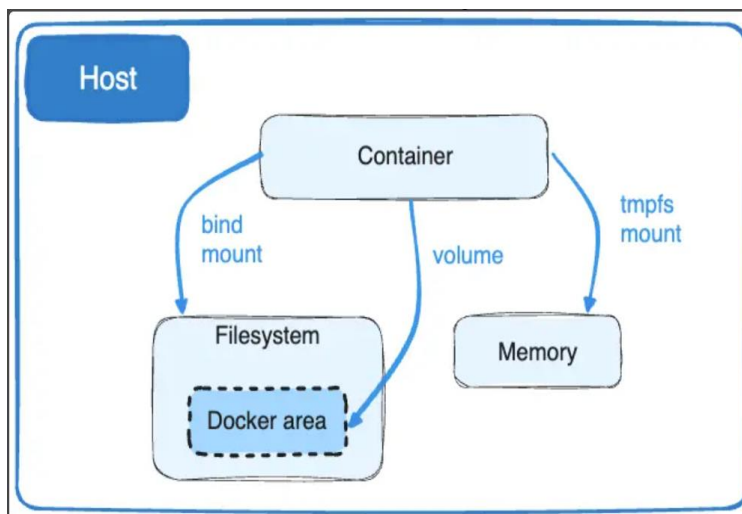 Host
Container
bind
mount
volume
tmpfs
mount
Filesystem
Memory
Docker area